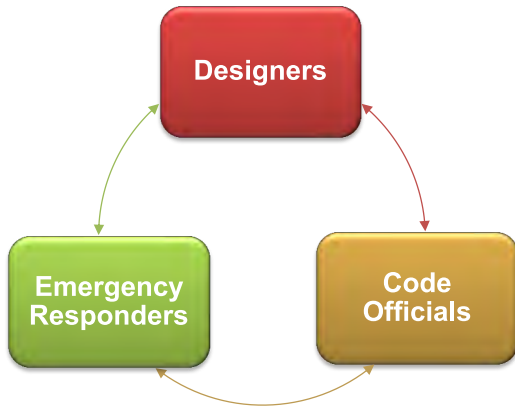 Designers
Emergency
Responders
Code
Officials